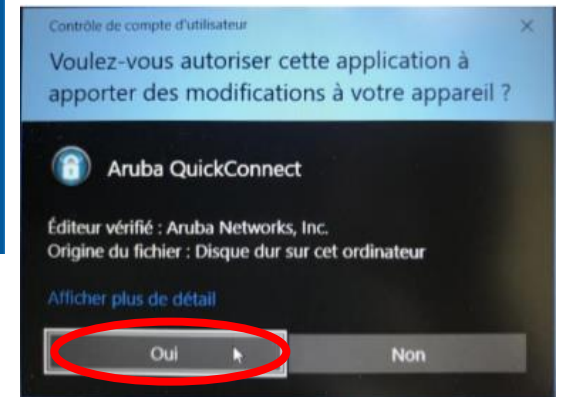 Contrôle de compte d'utilisateur
Voulez-vous autoriser cette application à
apporter des modifications à votre appareil ?
Aruba QuickConnect
Éditeur vérifié : Aruba Networks, Inc.
Origine du fichier : Disque dur sur cet ordinateur
Afficher plus de détail
Oui
Non